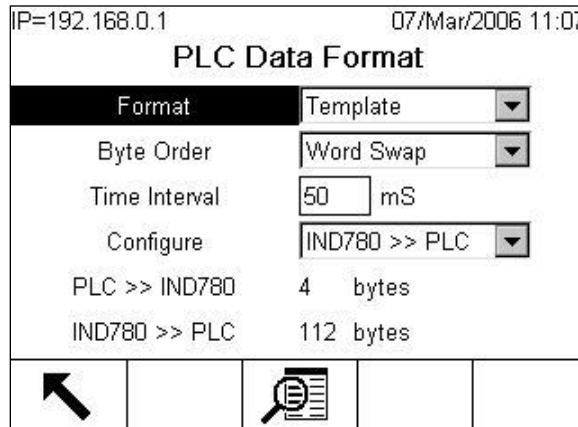 IP=192.168.0.1 07/Mar/2006 11:07
PLC Data Format
Format Template
Byte Order Word Swap
Time Interval 50 mS
Configure IND780 >> PLC
PLC >> IND780 4 bytes
IND780 >> PLC 112 bytes